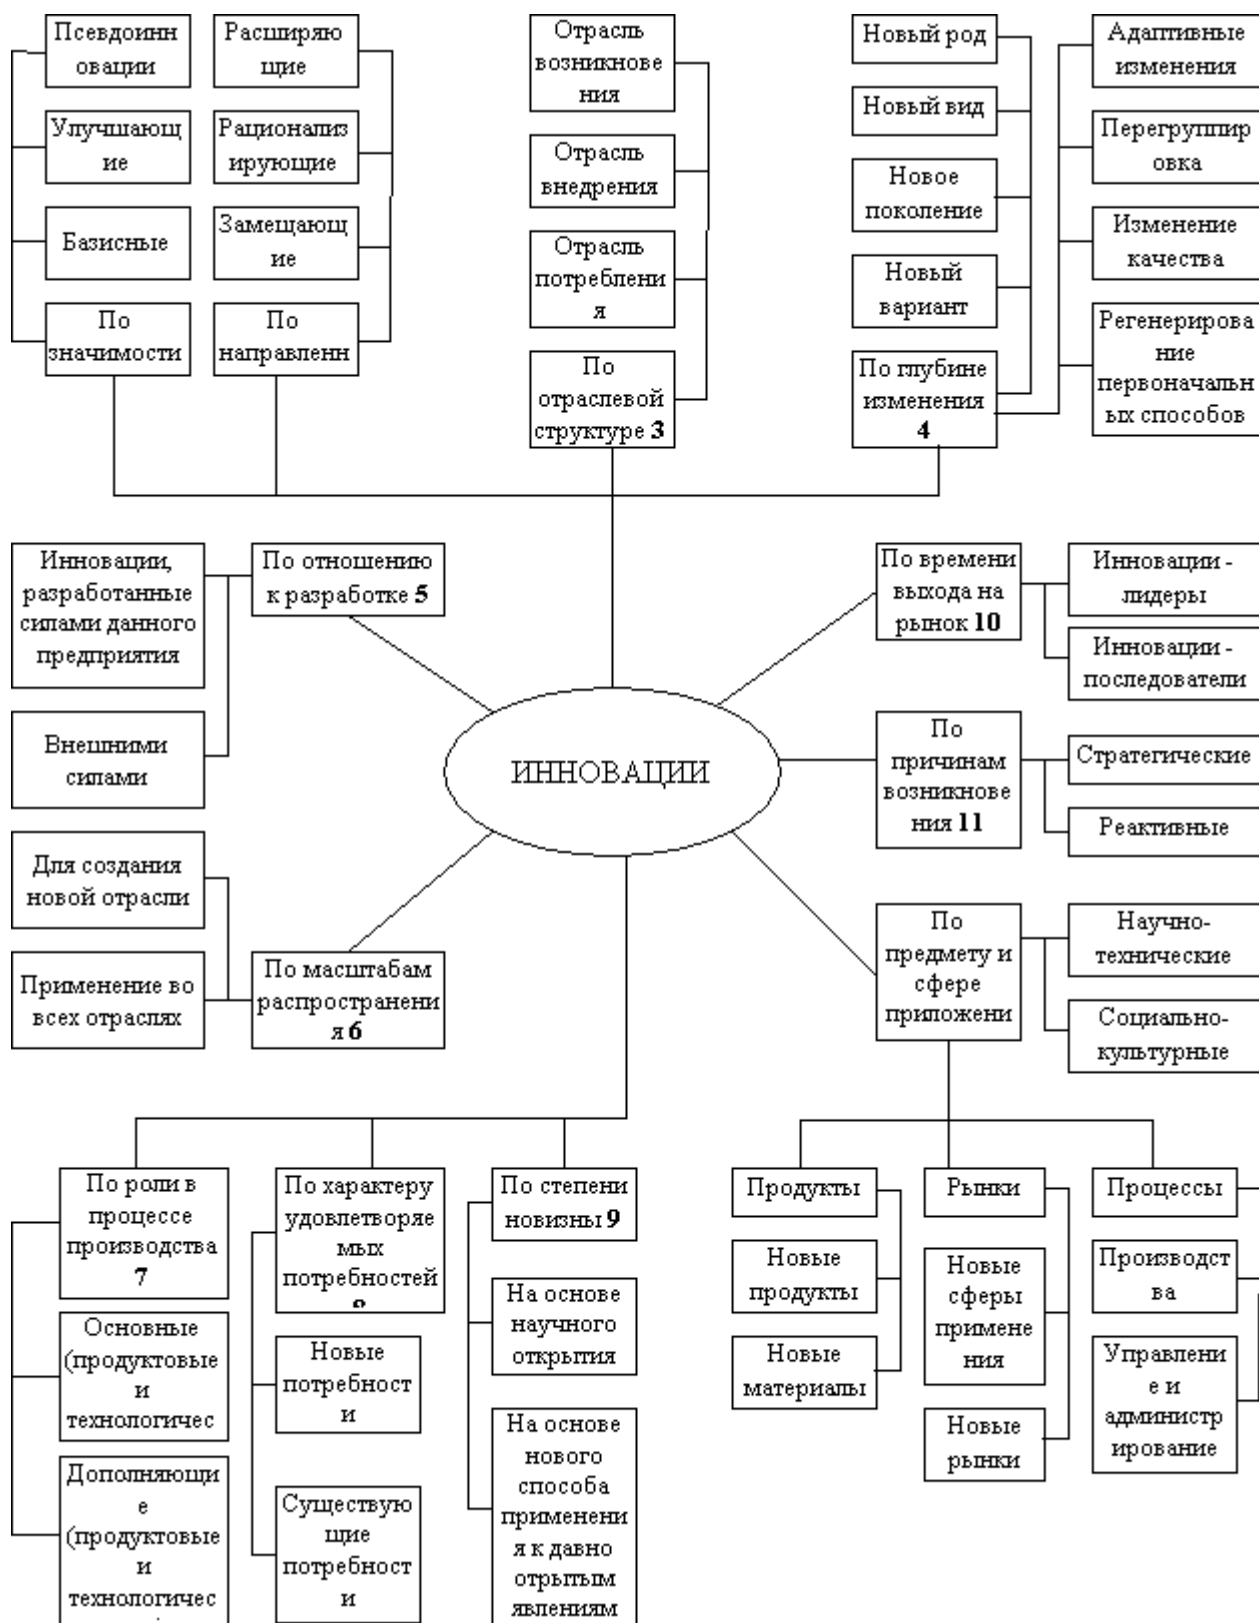 Псевдоинн
овации
Улучшающ
ие
Базисные
По
значимости
Расширяю
щие
Рационализ
ирующие
Замещающ
ие
По
направленн
Отрасль
возникнове
ния
Отрасль
внедрения
Отрасль
потреблени
я
По
отраслевой
структуре 3
Новый род
Новый вид
Новое
поколение
Новый
вариант
По глубине
изменения
4
Адаптивные
изменения
Перегруппир
овка
Изменение
качества
Регенерирова
ние
первоначальн
ых способов
Инновации,
разработанные
силами данного
предприятия
Внешними
силами
По отношению
к разработке 5
Для создания
новой отрасли
Применение во
всех отраслях
По масштабам
распространени
я 6
ИННОВАЦИИ
По времени
выхода на
рынок 10
Инновации -
лидеры
Инновации -
последователи
По
причинам
возникнове
ния 11
Стратегические
Реактивные
По
предмету и
сфере
приложени
Научно-
технические
Социально-
культурные
По роли в
процессе
производства
7
Основные
(продуктовые
и
технологичес
Дополняющи
е
(продуктовые
и
технологичес
По характеру
удовлетворяе
мых
потребностей
Новые
потребност
и
Существую
щие
потребност
и
По степени
новизны 9
На основе
научного
открытия
На основе
нового
способа
применени
я к давно
отрытым
явлениям
Продукты
Новые
продукты
Новые
материалы
Рынки
Новые
сферы
примене
ния
Новые
рынки
Процессы
Производст
ва
Управлени
е и
администр
ирование